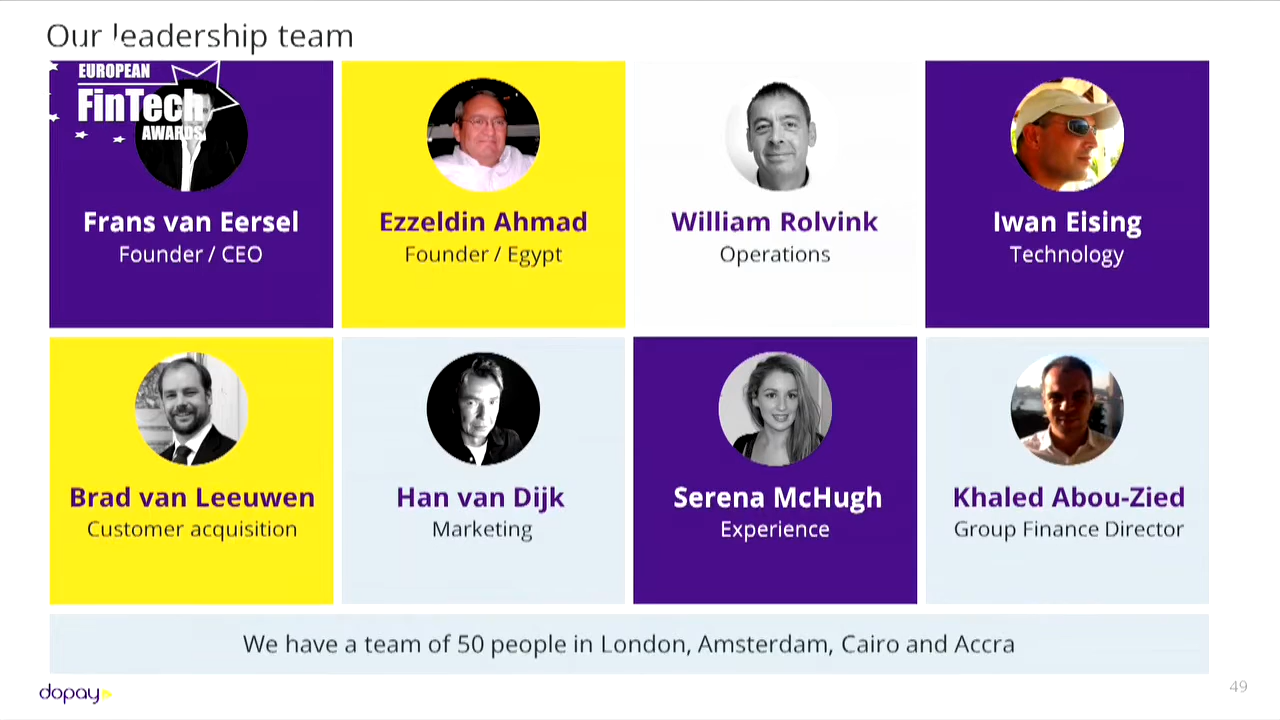 Our leadership team
EUROPEAN
FinTech
AWARDS
Frans van Eersel
Founder / CEO
Ezzeldin Ahmad
Founder / Egypt
William Rolvink
Operations
Iwan Eising
Technology
Brad van Leeuwen
Customer acquisition
Han van Dijk
Marketing
Serena McHugh
Experience
Khaled Abou-Zied
Group Finance Director
We have a team of 50 people in London, Amsterdam, Cairo and Accra
dopay
49